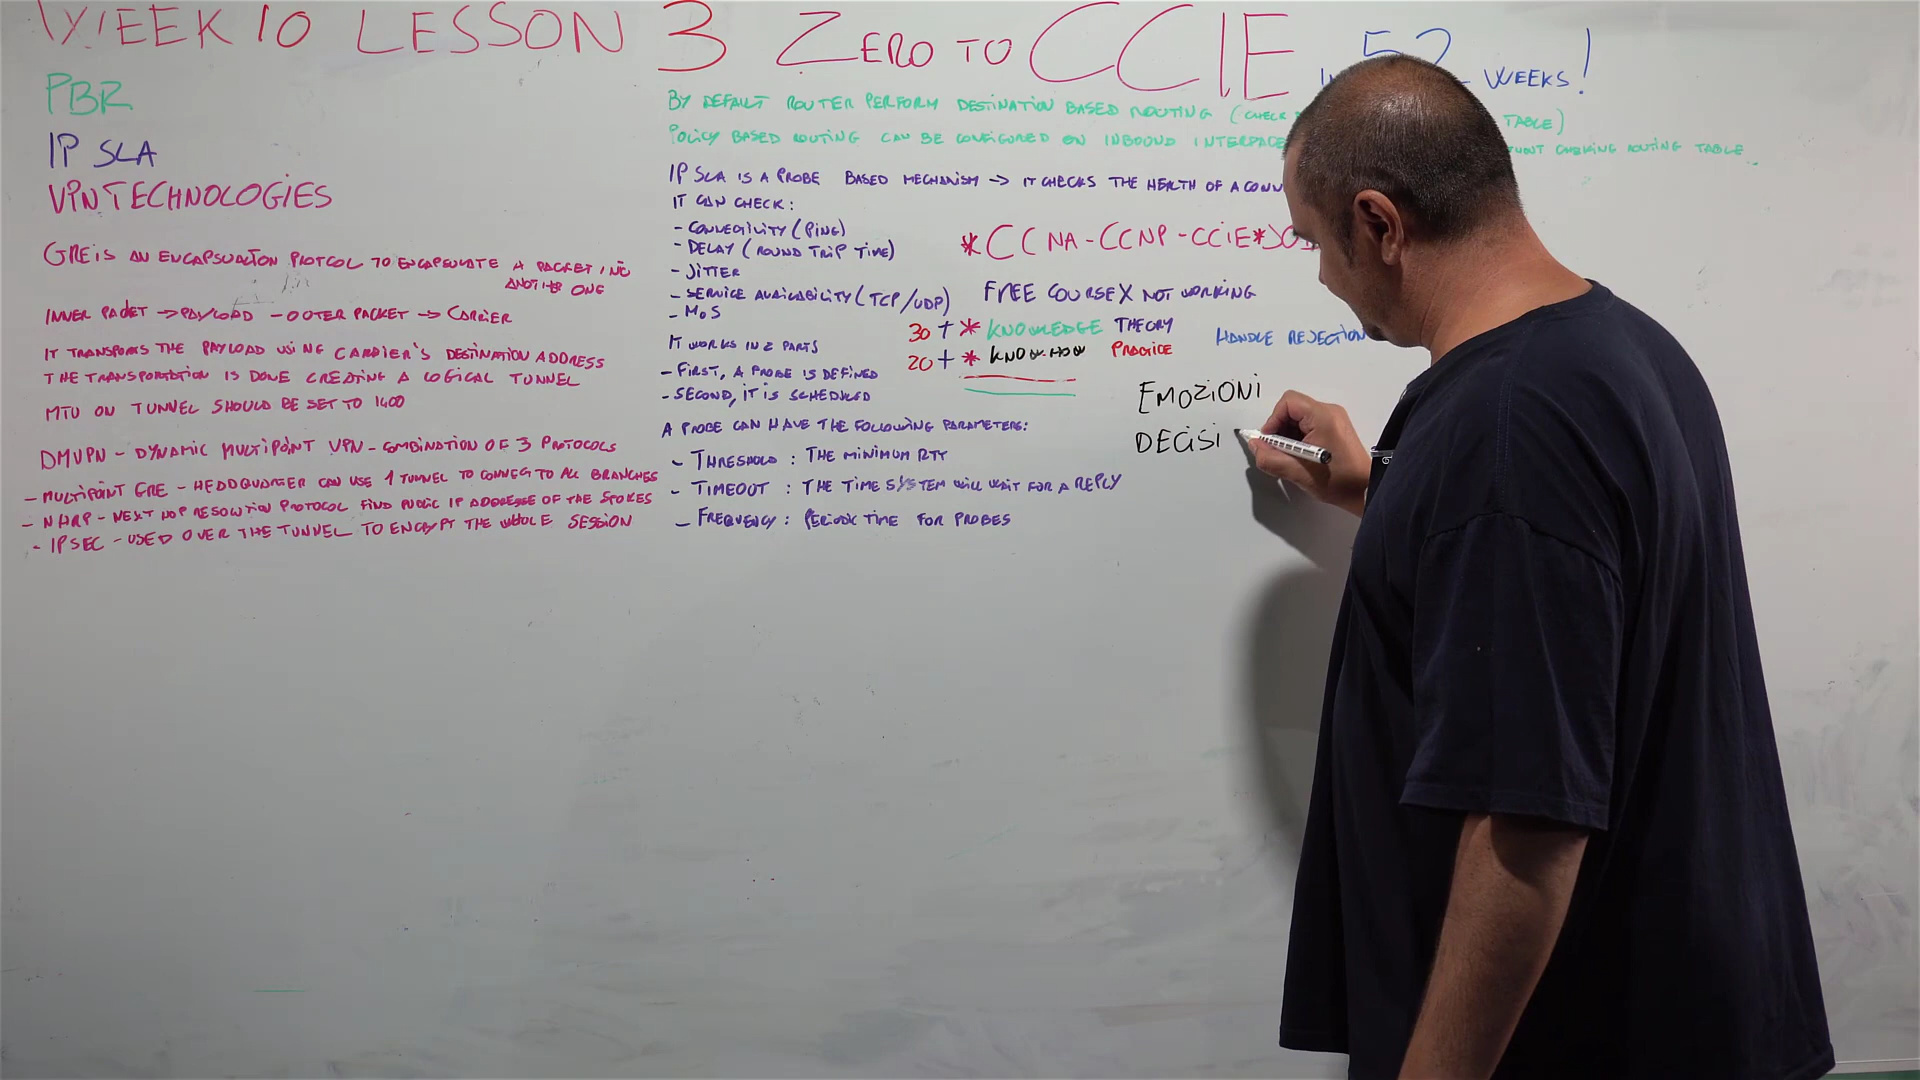 WEEK 10 LESSON 3 ZERO TO CCIE 52 WEEKS!
PBR
IP SLA
VPN TECHNOLOGIES
GRE IS AN ENCAPSULATION PROTCOL TO ENCAPSULATE A PACKET INTO
ANOTHER ONE
INNER PACKET -> PAYLOAD - OUTER PACKET -> CARRIER
IT TRANSPORTS THE PAYLOAD USING CARRIER'S DESTINATION ADDRESS
THE TRANSPORTATION IS DONE CREATING A LOGICAL TUNNEL
MTU ON TUNNEL SHOULD BE SET TO 1400
DMVPN - DYNAMIC MULTIPOINT VPN - COMBINATION OF 3 PROTOCOLS
- MULTIPOINT GRE - HEADQUARTER CAN USE 1 TUNNEL TO CONNECT TO ALL BRANCHES
- NHRP - NEXT HOP RESOLUTION PROTOCOL FIND PUBLIC IP ADDRESSE OF THE SPOKES
- IPSEC - USED OVER THE TUNNEL TO ENCRYPT THE WHOLE SESSION
BY DEFAULT ROUTER PERFORM DESTINATION BASED ROUTING (CHECK TABLE)
POLICY BASED ROUTING CAN BE CONFIGURED ON INBOUND INTERFACE CHECKING ROUTING TABLE
IP SLA IS A PROBE BASED MECHANISM -> IT CHECKS THE HEALTH OF A CONN
IT CAN CHECK:
- CONNECTILITY (PING)
- DELAY (ROUND TRIP TIME)
- JITTER
- SERVICE AVAILABILITY (TCP/UDP)
- MOS
IT WORKS IN 2 PARTS
- FIRST, A PROBE IS DEFINED
- SECOND, IT IS SCHEDULED
A PROBE CAN HAVE THE FOLLOWING PARAMETERS:
- THRESHOLD : THE MINIMUM RTT
- TIMEOUT : THE TIME SYSTEM WILL WAIT FOR A REPLY
- FREQUENCY : PERIODIC TIME FOR PROBES
* CCNA - CCNP - CCIE *
FREE COURSE X NOT WORKING
30 + * KNOWLEDGE THEORY
20 + * KNOW-HOW PRACTICE
HANDLE REJECTION
EMOZIONI
DECISI